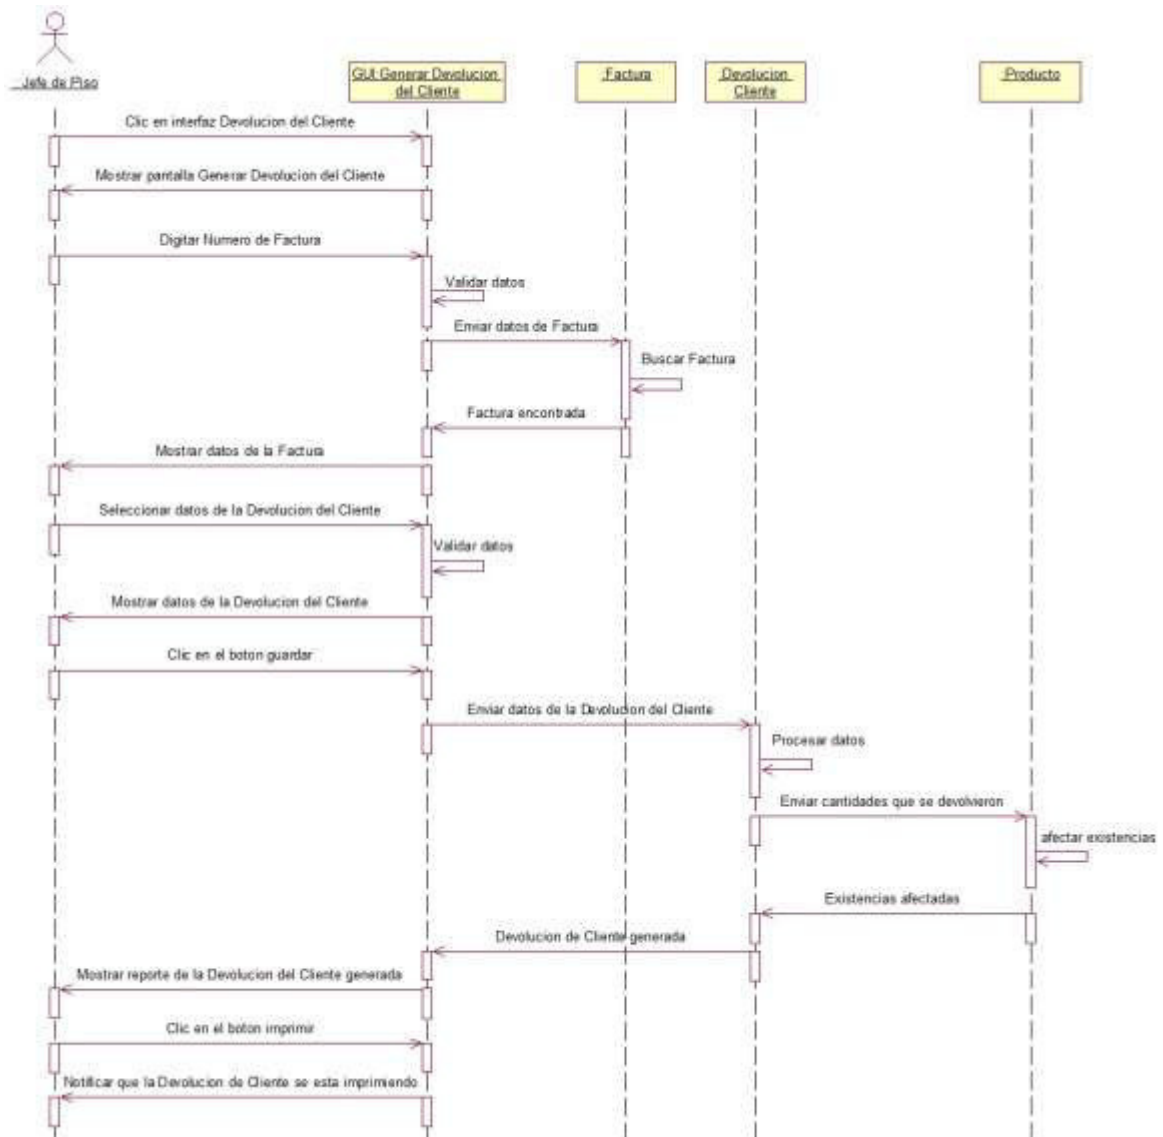 Jefe de Piso
GUI Generar Devolucion
del Cliente
Factura
Devolucion
Cliente
Producto
Clic en interfaz Devolucion del Cliente
Mostrar pantalla Generar Devolucion del Cliente
Digitar Numero de Factura
Validar datos
Enviar datos de Factura
Buscar Factura
Factura encontrada
Mostrar datos de la Factura
Seleccionar datos de la Devolucion del Cliente
Validar datos
Mostrar datos de la Devolucion del Cliente
Clic en el boton guardar
Enviar datos de la Devolucion del Cliente
Procesar datos
Enviar cantidades que se devolvieron
afectar existencias
Existencias afectadas
Devolucion de Cliente generada
Mostrar reporte de la Devolucion del Cliente generada
Clic en el boton imprimir
Notificar que la Devolucion de Cliente se esta imprimiendo